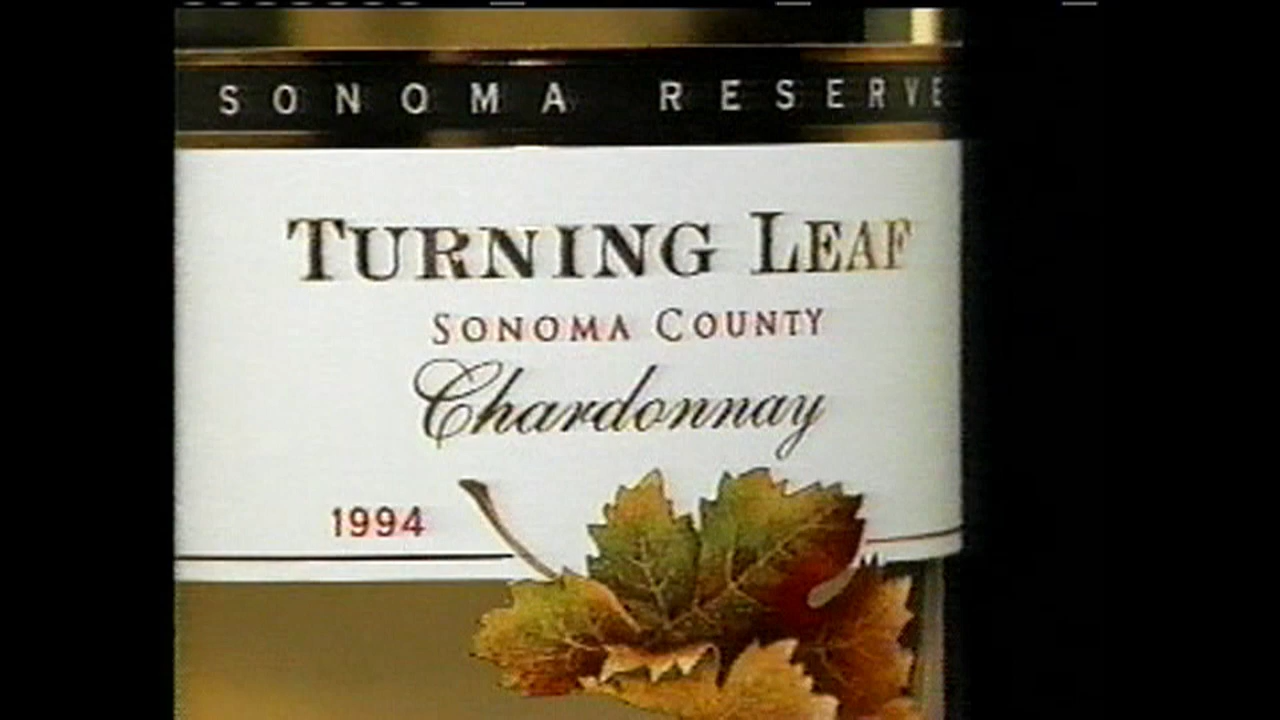 SONOMA RESERVE
TURNING LEAF
SONOMA COUNTY
Chardonnay
1994